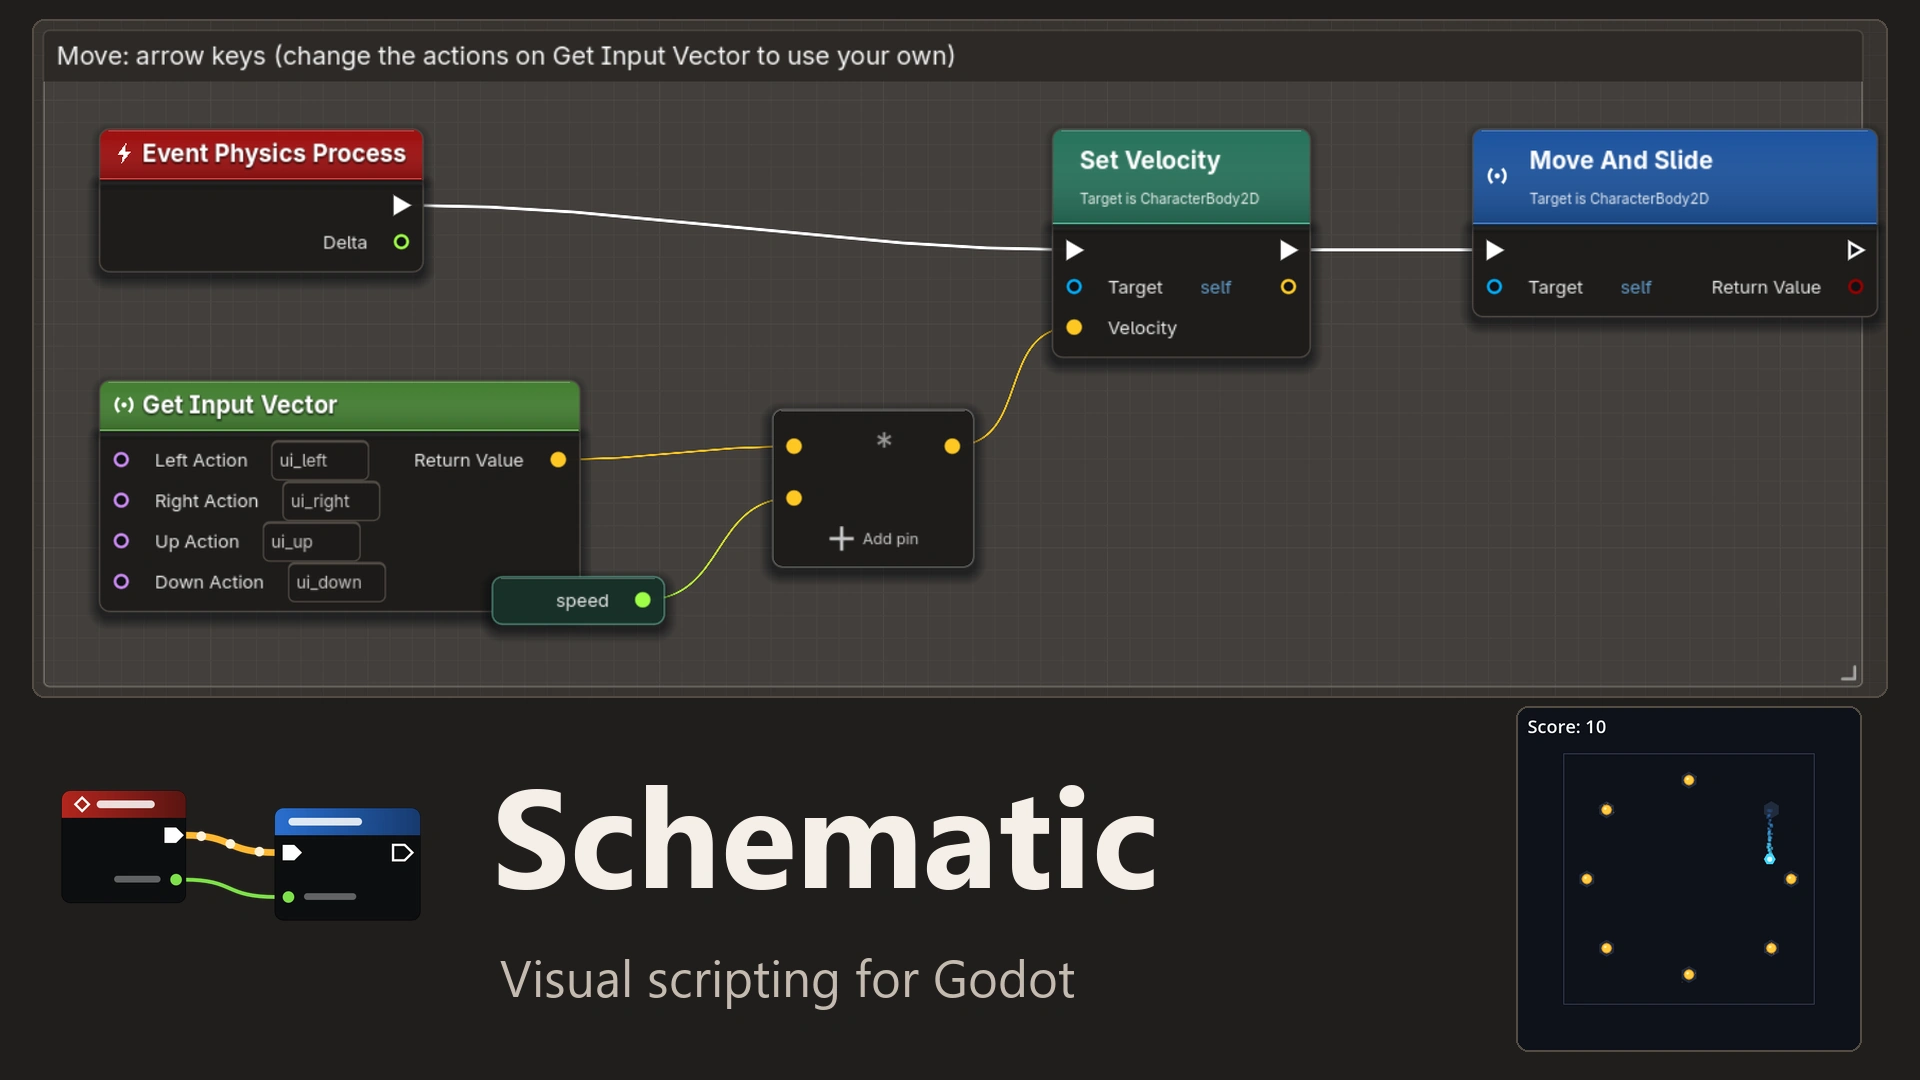 Move: arrow keys (change the actions on Get Input Vector to use your own)
Event Physics Process
Delta
Set Velocity
Target is CharacterBody2D
Target self
Velocity
Move And Slide
Target is CharacterBody2D
Target self Return Value
Get Input Vector
Left Action ui_left Return Value
Right Action ui_right
Up Action ui_up
Down Action ui_down
speed
*
Add pin
Schematic
Visual scripting for Godot
Score: 10